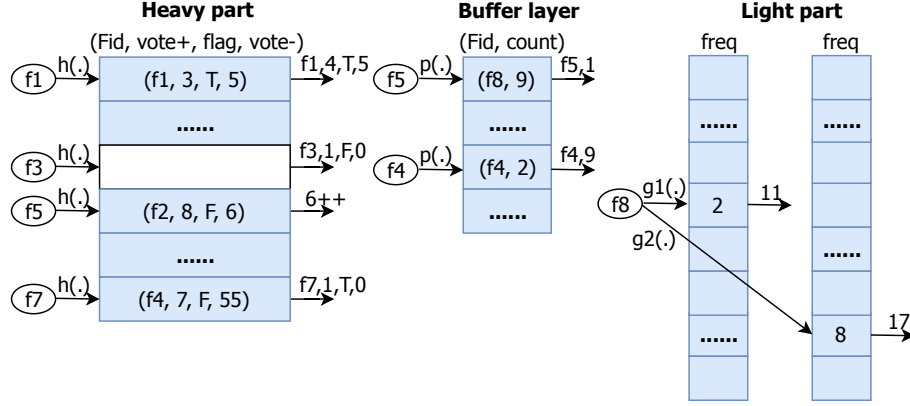 Heavy part
(Fid, vote+, flag, vote-)
f1 h(.) (f1, 3, T, 5) f1,4,T,5
......
f3 h(.) f3,1,F,0
f5 h(.) (f2, 8, F, 6) 6++
......
f7 h(.) (f4, 7, F, 55) f7,1,T,0
Buffer layer
(Fid, count)
f5 p(.) (f8, 9) f5,1
......
f4 p(.) (f4, 2) f4,9
......
Light part
freq freq
...... ......
f8 g1(.) 2 11
g2(.) ......
...... 8 17